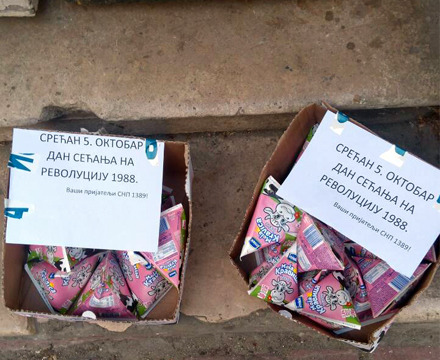 СРЕЋАН 5. ОКТОБАР
ДАН СЕЋАЊА НА
РЕВОЛУЦИЈУ 1988.
Ваши пријатељи СНП 1389!
СРЕЋАН 5. ОКТОБАР
ДАН СЕЋАЊА НА
РЕВОЛУЦИЈУ 1988.
Ваши пријатељи СНП 1389!